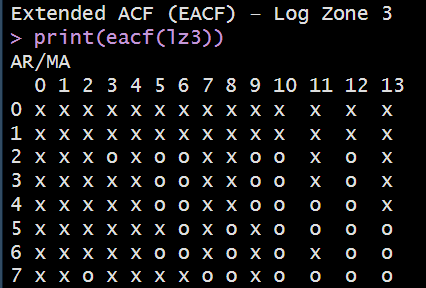 Extended ACF (EACF) – Log Zone 3
> print(eacf(lz3))
AR/MA
  0 1 2 3 4 5 6 7 8 9 10 11 12 13
0 x x x x x x x x x x x  x  x  x
1 x x x x x x x x x x x  x  x  x
2 x x x o x o o x x o o  x  o  x
3 x x x x x o o x x o o  x  o  x
4 x x x x x o o x x o o  o  o  x
5 x x x x x x o x o x o  o  o  o
6 x x x x x o o x o x o  x  o  o
7 x x o x x x x o o x o  o  o  o